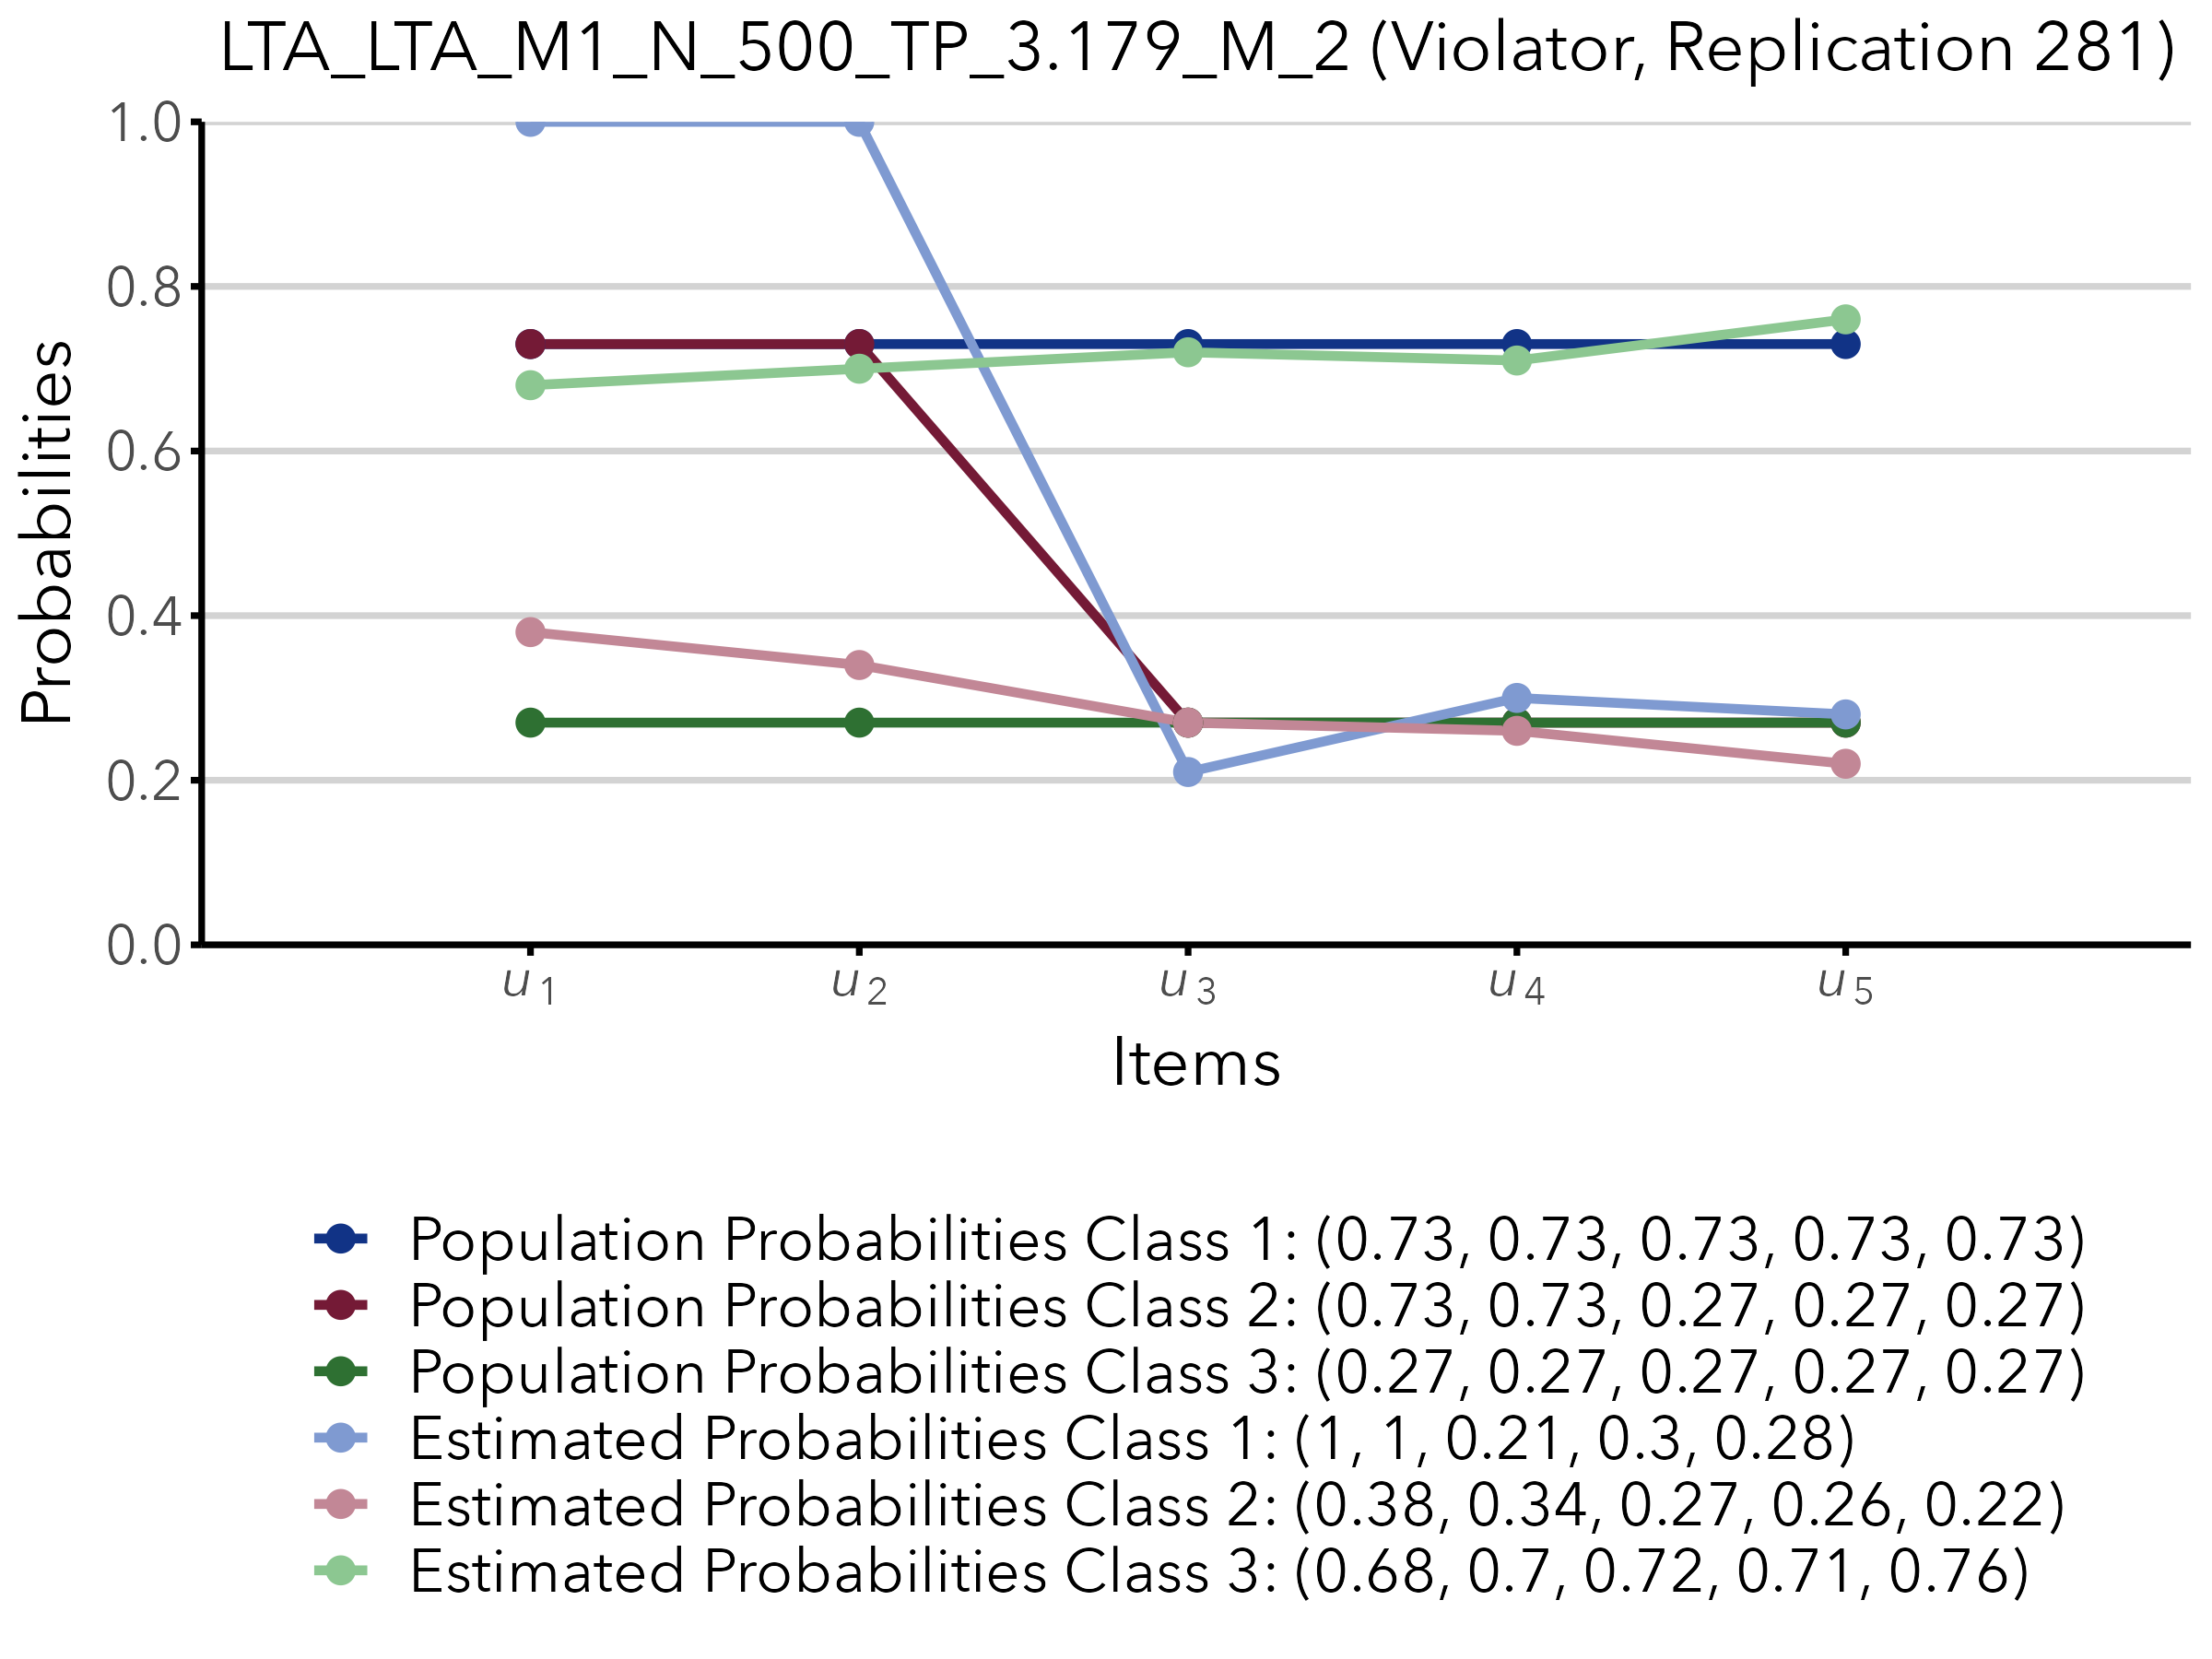 LTA_LTA_M1_N_500_TP_3.179_M_2 (Violator, Replication 281)
1.0
0.8
0.6
0.4
0.2
0.0
Probabilities
u1 u2 u3 u4 u5
Items
Population Probabilities Class 1: (0.73, 0.73, 0.73, 0.73, 0.73)
Population Probabilities Class 2: (0.73, 0.73, 0.27, 0.27, 0.27)
Population Probabilities Class 3: (0.27, 0.27, 0.27, 0.27, 0.27)
Estimated Probabilities Class 1: (1, 1, 0.21, 0.3, 0.28)
Estimated Probabilities Class 2: (0.38, 0.34, 0.27, 0.26, 0.22)
Estimated Probabilities Class 3: (0.68, 0.7, 0.72, 0.71, 0.76)